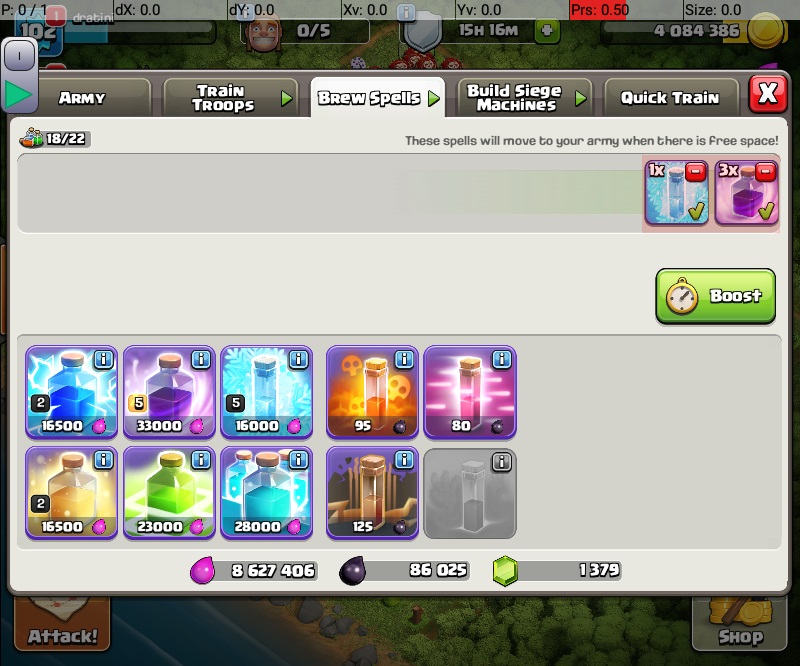 P: 0 / 1 dX: 0.0 dY: 0.0 Xv: 0.0 Yv: 0.0 Prs: 0.50 Size: 0.0
102 1 dratini 0/5 15H 16M 4 084 386
Army
Train Troops
Brew Spells
Build Siege Machines
Quick Train
X
18/22
These spells will move to your army when there is free space!
1x 3x
Boost
2 5 5
16500 33000 16000 95 80
2
16500 23000 28000 125
8 627 406 86 025 1 379
Attack!
Shop